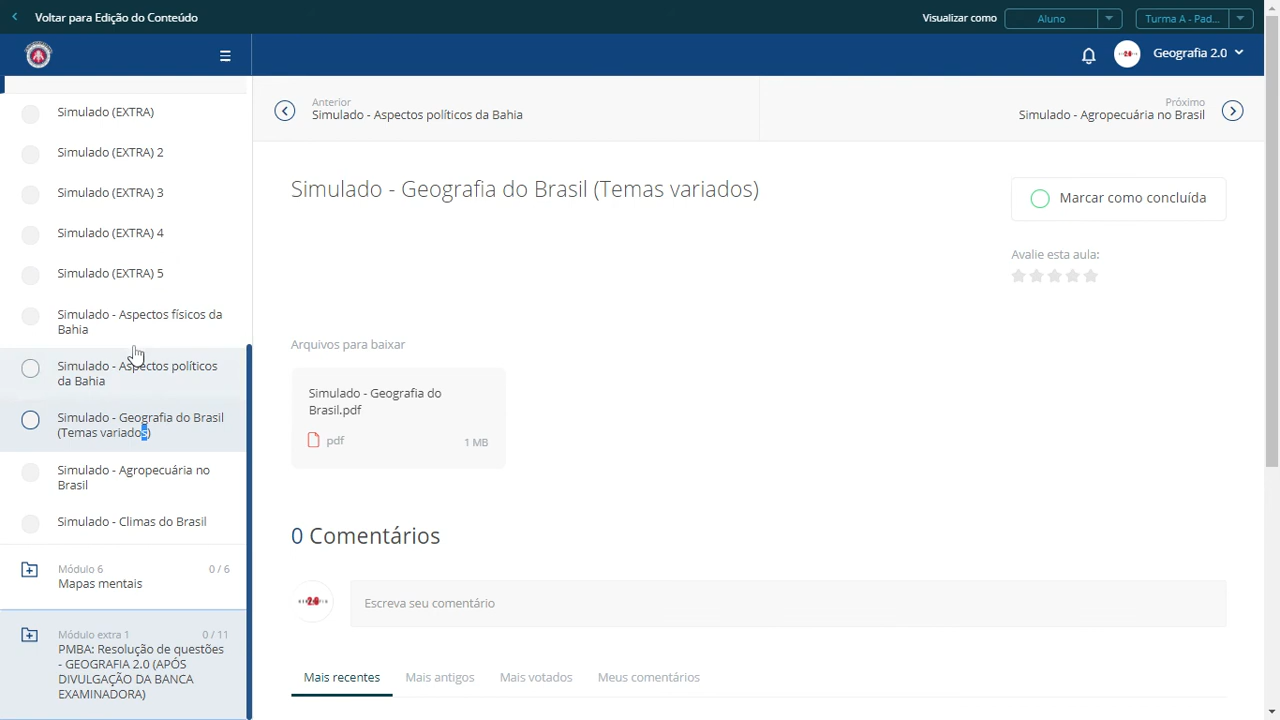 Voltar para Edição do Conteúdo
Visualizar como
Aluno
Turma A - Pad...
Geografia 2.0
Simulado (EXTRA)
Simulado (EXTRA) 2
Simulado (EXTRA) 3
Simulado (EXTRA) 4
Simulado (EXTRA) 5
Simulado - Aspectos físicos da
Bahia
Simulado - Aspectos políticos
da Bahia
Simulado - Geografia do Brasil
(Temas variados)
Simulado - Agropecuária no
Brasil
Simulado - Climas do Brasil
Módulo 6
0 / 6
Mapas mentais
Módulo extra 1
0 / 11
PMBA: Resolução de questões
- GEOGRAFIA 2.0 (APÓS
DIVULGAÇÃO DA BANCA
EXAMINADORA)
Anterior
Simulado - Aspectos políticos da Bahia
Próximo
Simulado - Agropecuária no Brasil
Simulado - Geografia do Brasil (Temas variados)
Marcar como concluída
Avalie esta aula:
Arquivos para baixar
Simulado - Geografia do
Brasil.pdf
pdf
1 MB
0 Comentários
Escreva seu comentário
Mais recentes
Mais antigos
Mais votados
Meus comentários